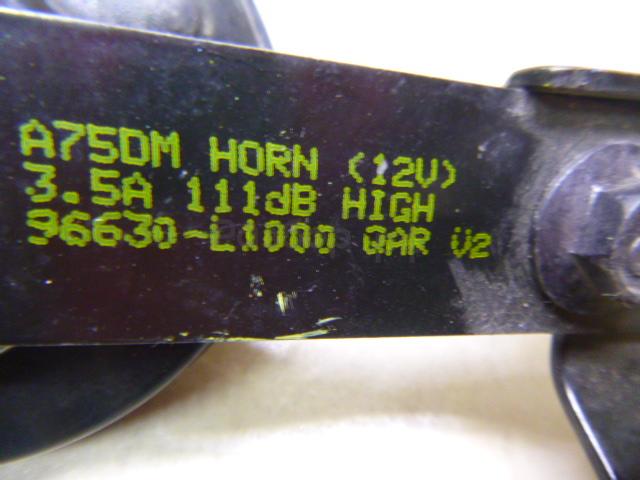 A75DM HORN (12V)
3.5A 111dB HIGH
96630-L1000 QAR V2